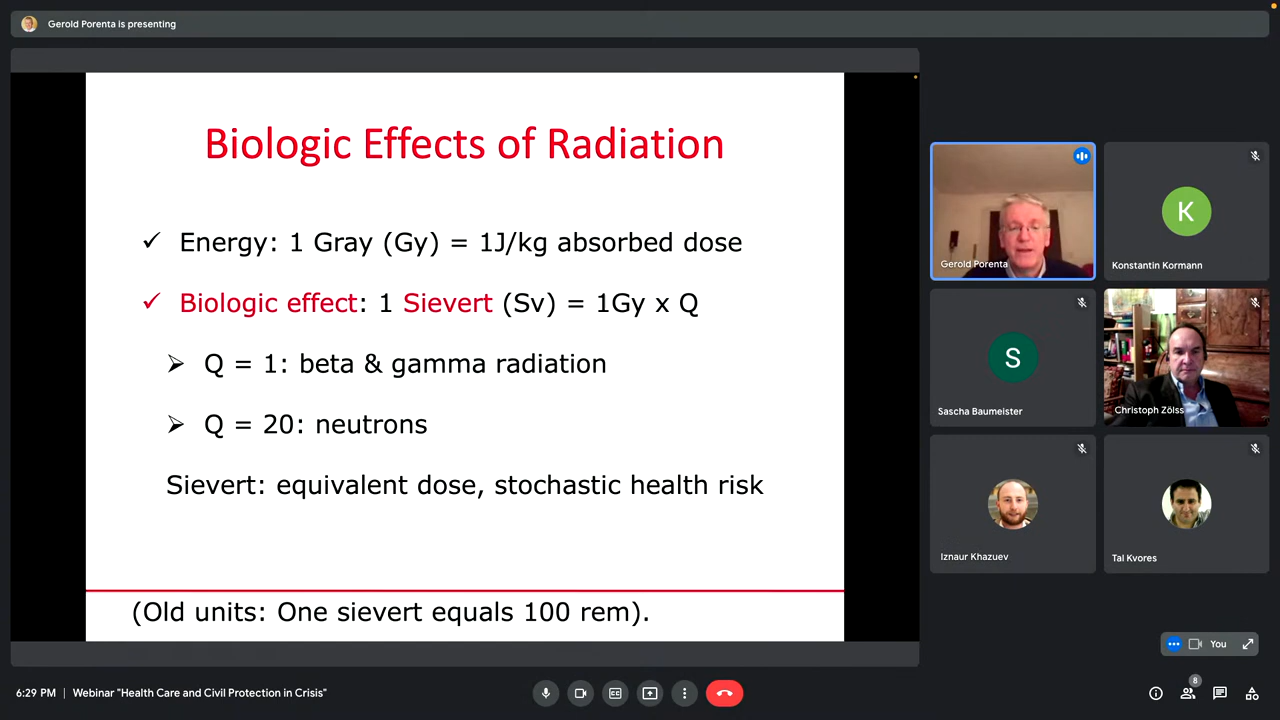 Gerold Porenta is presenting
Biologic Effects of Radiation
✓ Energy: 1 Gray (Gy) = 1J/kg absorbed dose
✓ Biologic effect: 1 Sievert (Sv) = 1Gy x Q
➢ Q = 1: beta & gamma radiation
➢ Q = 20: neutrons
Sievert: equivalent dose, stochastic health risk
(Old units: One sievert equals 100 rem).
Gerold Porenta
K
Konstantin Kormann
S
Sascha Baumeister
Christoph Zölss
Iznaur Khazuev
Tal Kvores
You
6:29 PM | Webinar "Health Care and Civil Protection in Crisis"
CC
8